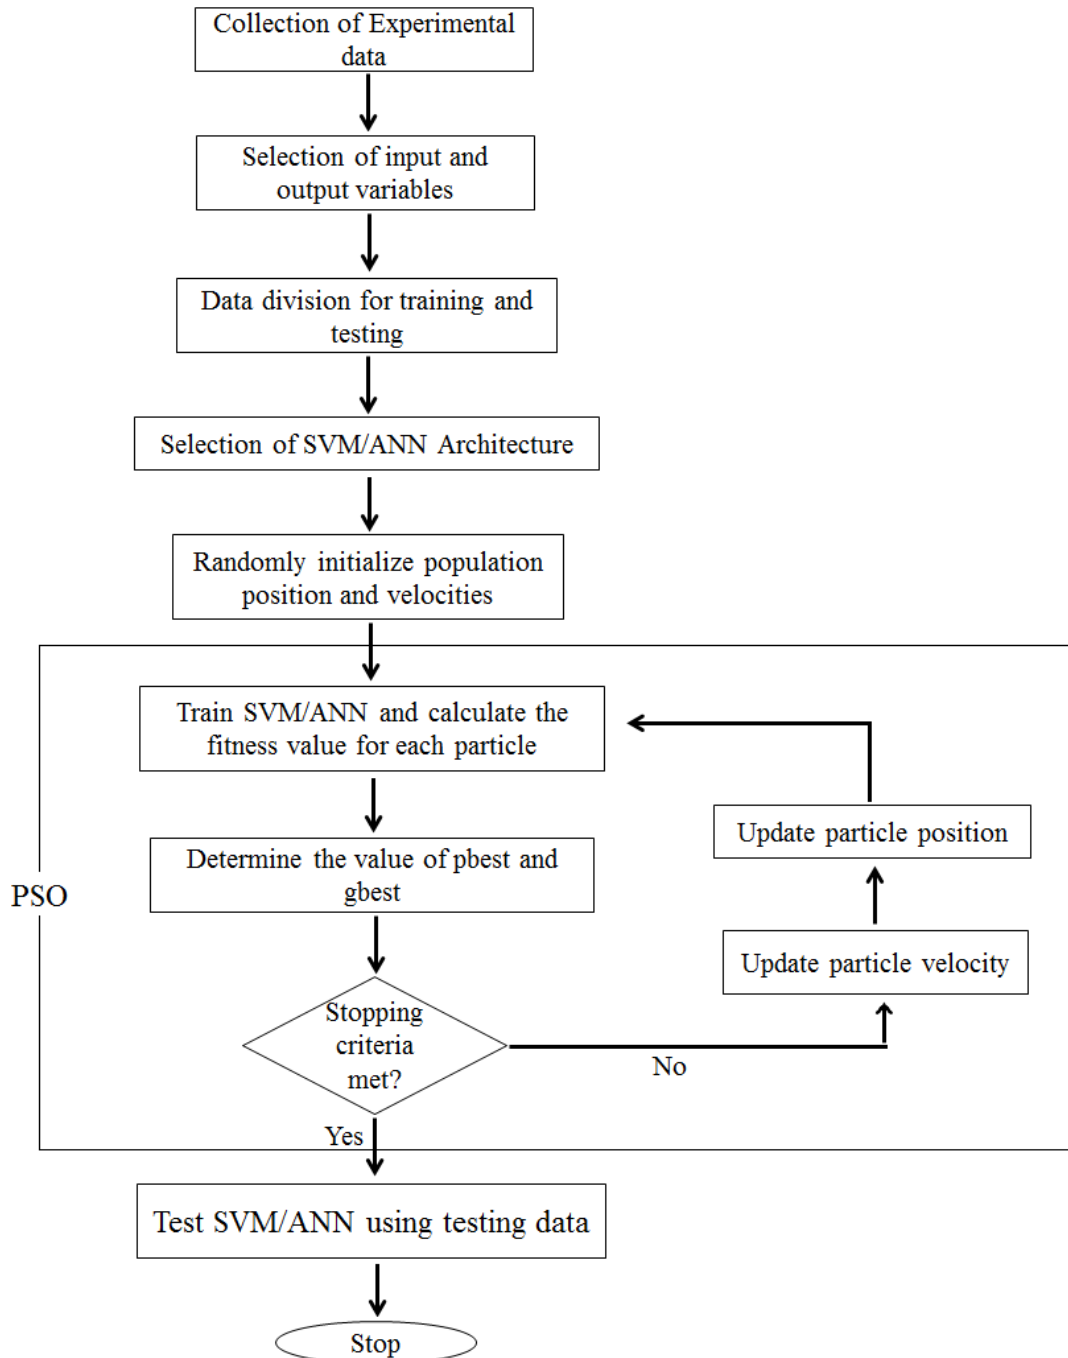 Collection of Experimental
data
Selection of input and
output variables
Data division for training and
testing
Selection of SVM/ANN Architecture
Randomly initialize population
position and velocities
Train SVM/ANN and calculate the
fitness value for each particle
Update particle position
Determine the value of pbest and
gbest
PSO
Update particle velocity
Stopping
criteria
met?
No
Yes
Test SVM/ANN using testing data
Stop